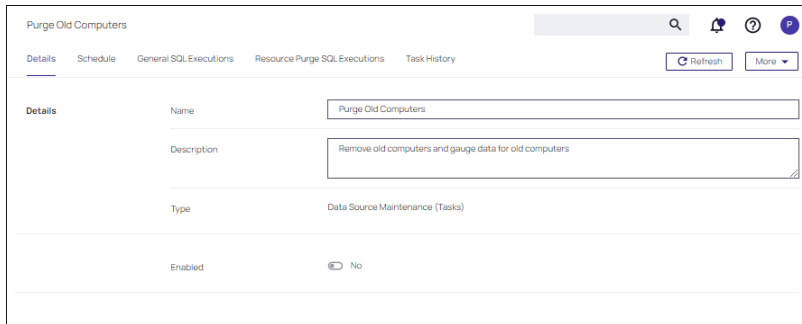 Purge Old Computers
P
Details Schedule General SQL Executions Resource Purge SQL Executions Task History Refresh More
Details Name Purge Old Computers
Description Remove old computers and gauge data for old computers
Type Data Source Maintenance (Tasks)
Enabled No